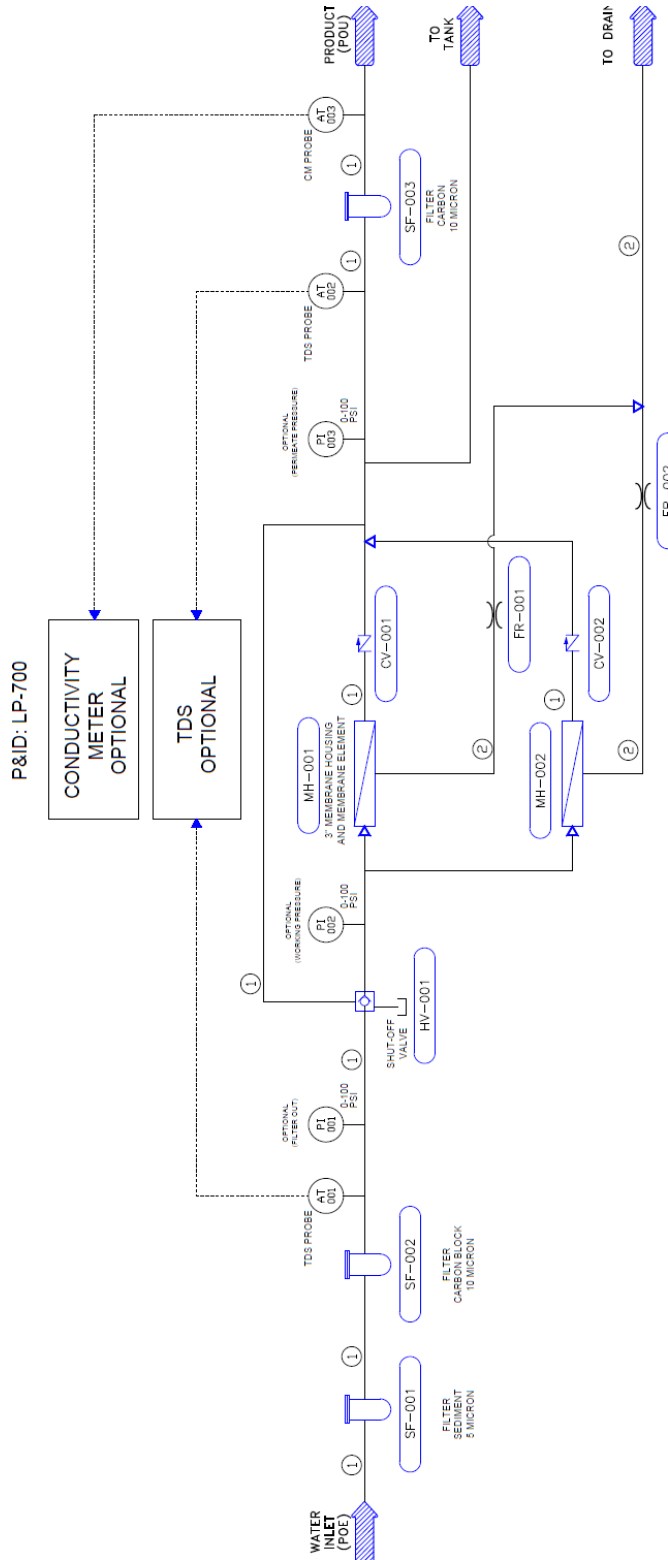 P&ID: LP-700
CONDUCTIVITY
METER
OPTIONAL
TDS
OPTIONAL
WATER
INLET
(POE)
1
SF-001
FILTER
SEDIMENT
5 MICRON
1
SF-002
FILTER
CARBON BLOCK
10 MICRON
TDS PROBE
AT
001
OPTIONAL
(FILTER OUT)
PI
001
0-100
PSI
1
SHUT-OFF
VALVE
HV-001
1
OPTIONAL
(WORKING PRESSURE)
PI
002
0-100
PSI
MH-001
3" MEMBRANE HOUSING
AND MEMBRANE ELEMENT
1
CV-001
2
FR-001
MH-002
1
CV-002
2
OPTIONAL
(PERMEATE PRESSURE)
PI
003
0-100
PSI
TDS PROBE
AT
002
1
SF-003
FILTER
CARBON
10 MICRON
1
CM PROBE
AT
003
PRODUCT
(POU)
TO
TANK
2
TO DRAIN